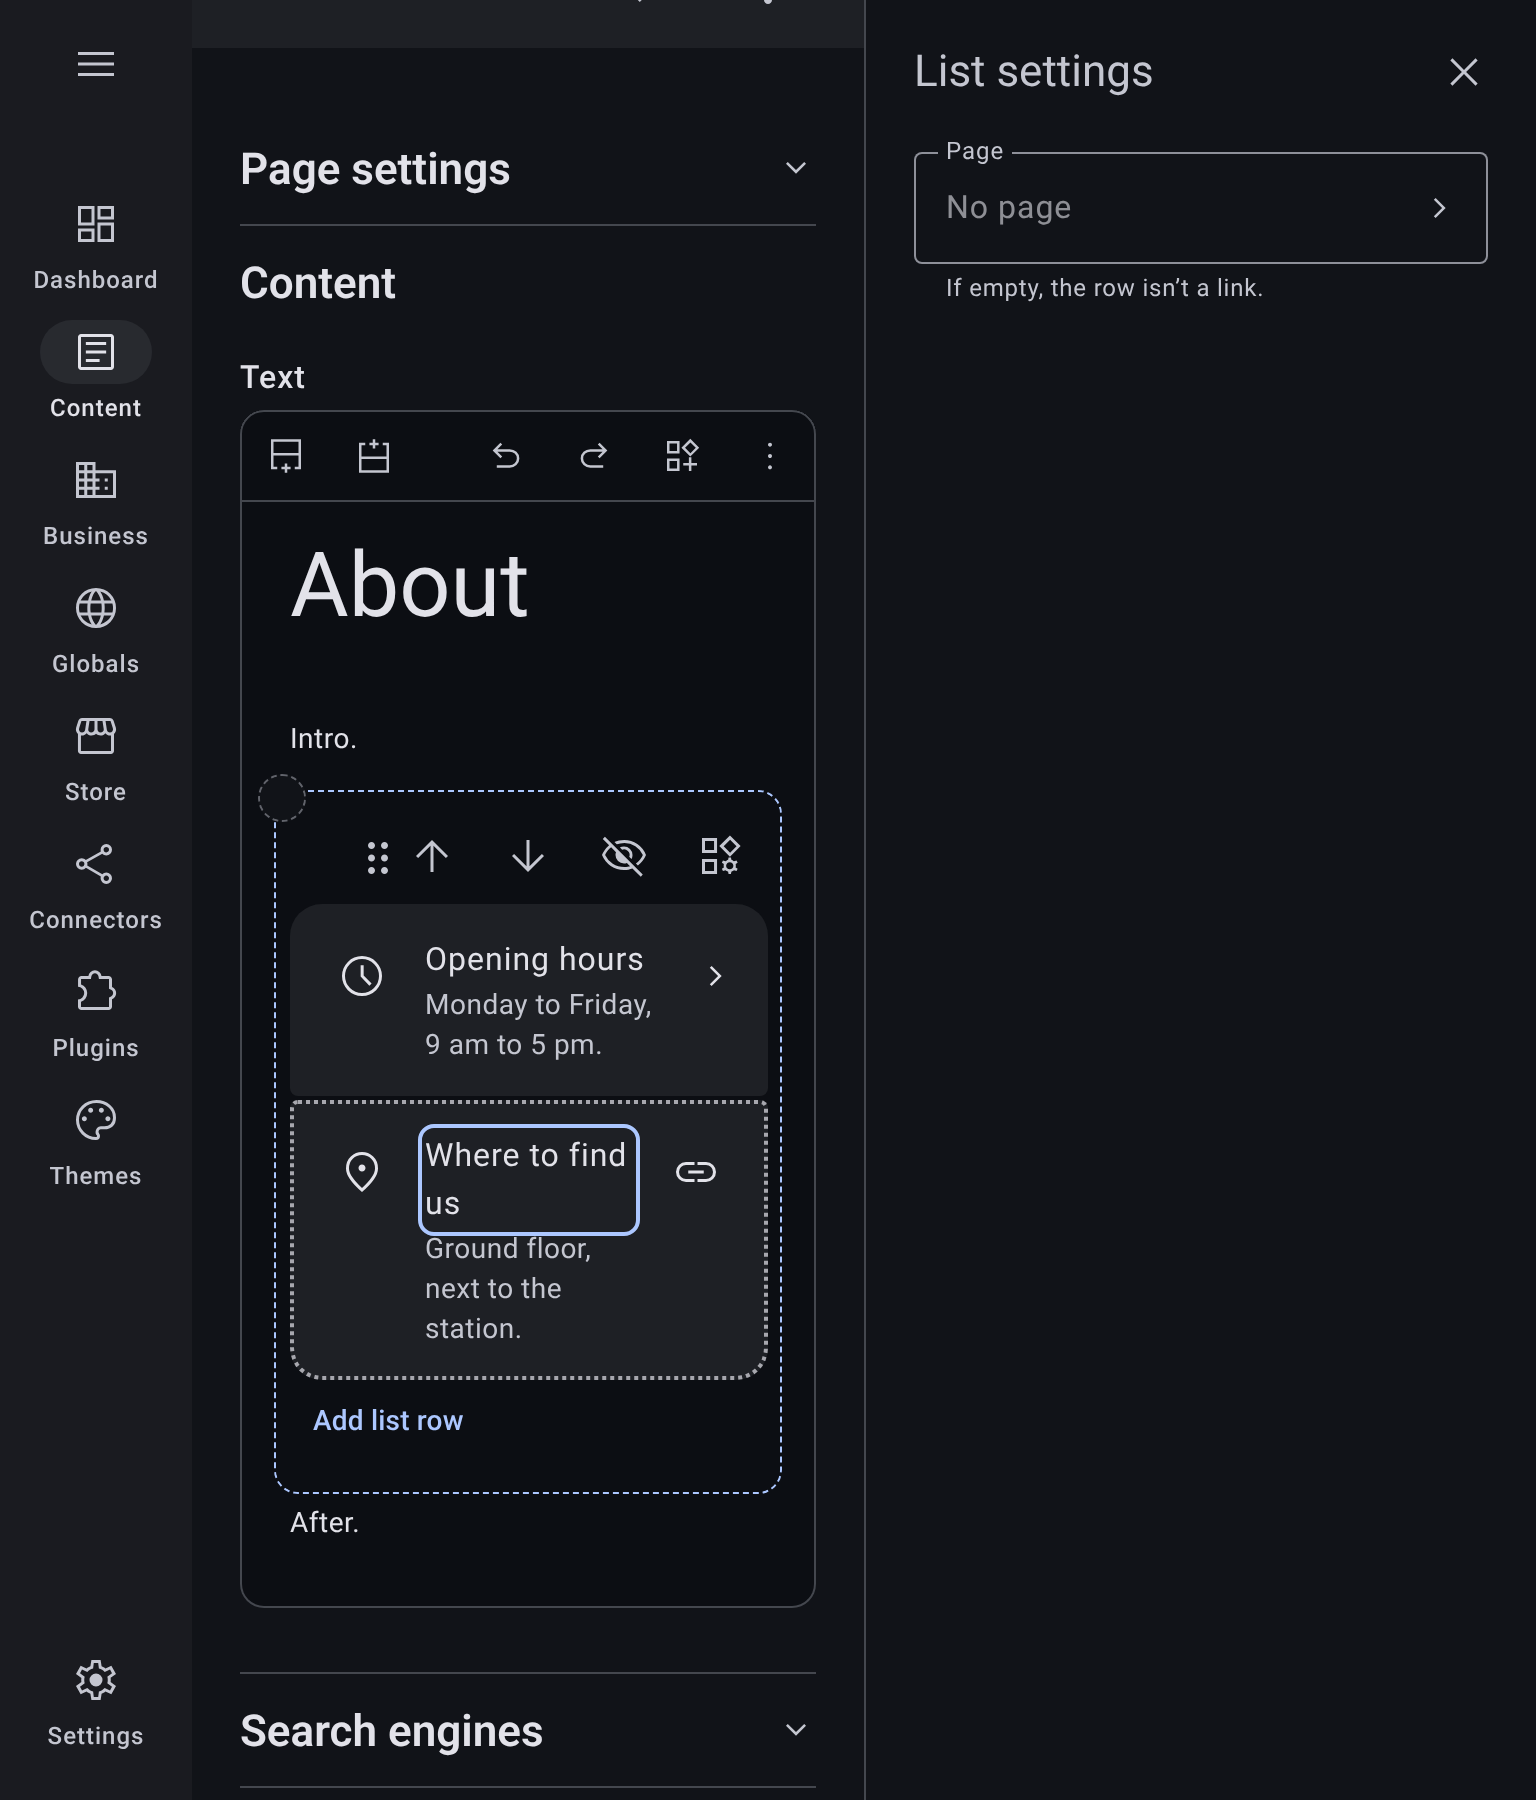 Dashboard
Content
Business
Globals
Store
Connectors
Plugins
Themes
Settings
Page settings
Content
Text
About
Intro.
Opening hours
Monday to Friday,
9 am to 5 pm.
Where to find
us
Ground floor,
next to the
station.
Add list row
After.
Search engines
List settings
Page
No page
If empty, the row isn’t a link.